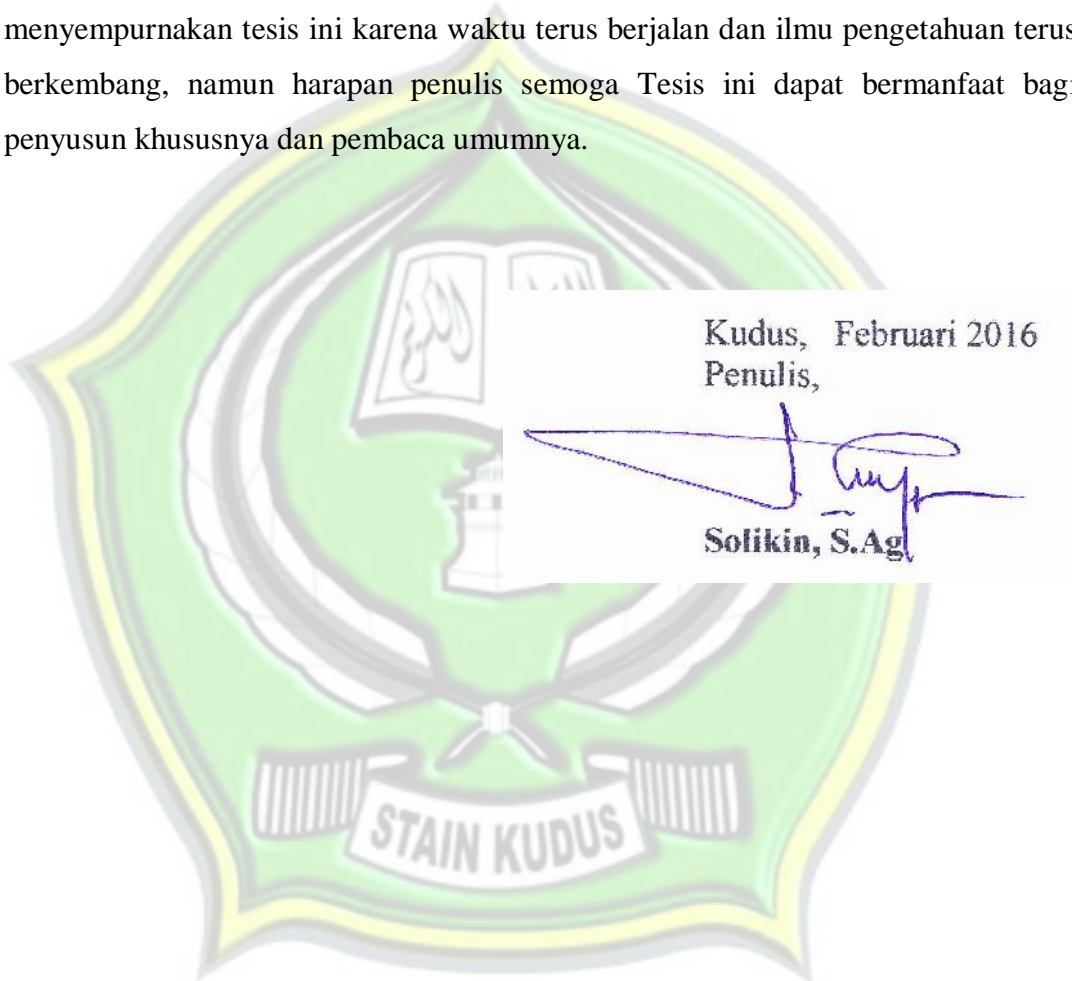 menyempurnakan tesis ini karena waktu terus berjalan dan ilmu pengetahuan terus
berkembang, namun harapan penulis semoga Tesis ini dapat bermanfaat bagi
penyusun khususnya dan pembaca umumnya.
Kudus, Februari 2016
Penulis,
Solikin, S.Ag
STAIN KUDUS